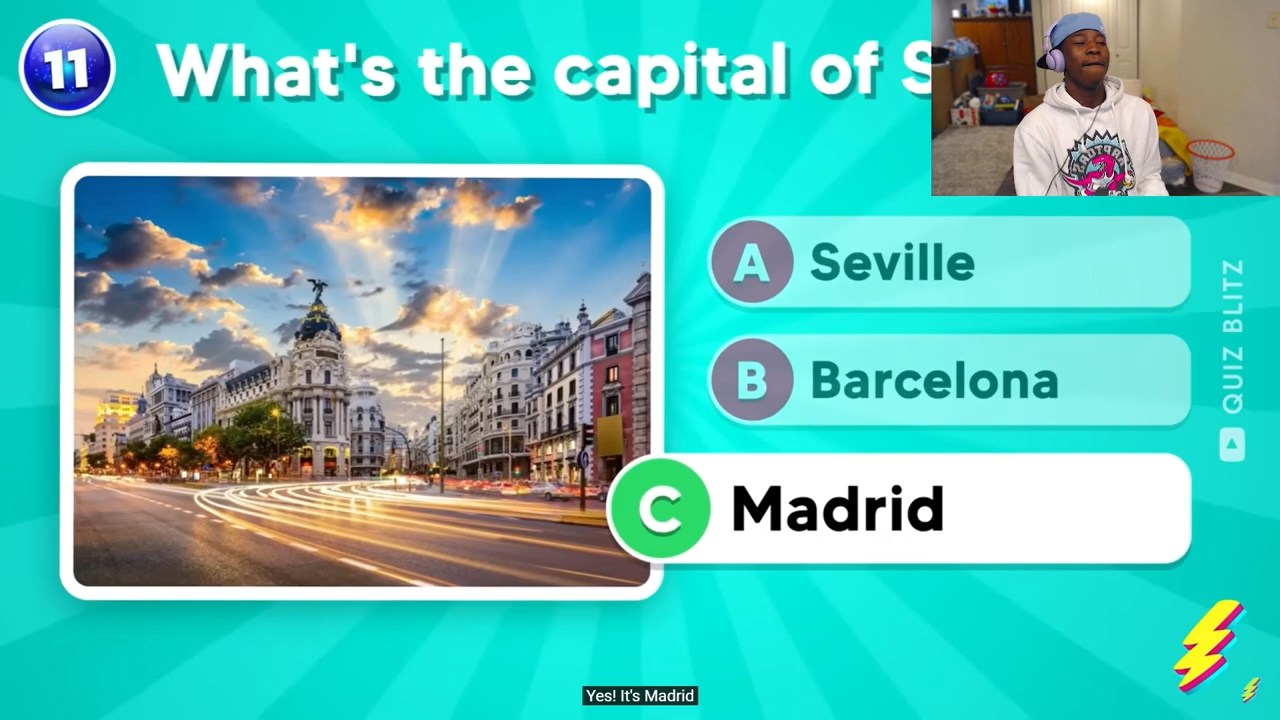 11
What's the capital of S
A Seville
B Barcelona
C Madrid
QUIZ BLITZ
Yes! It's Madrid